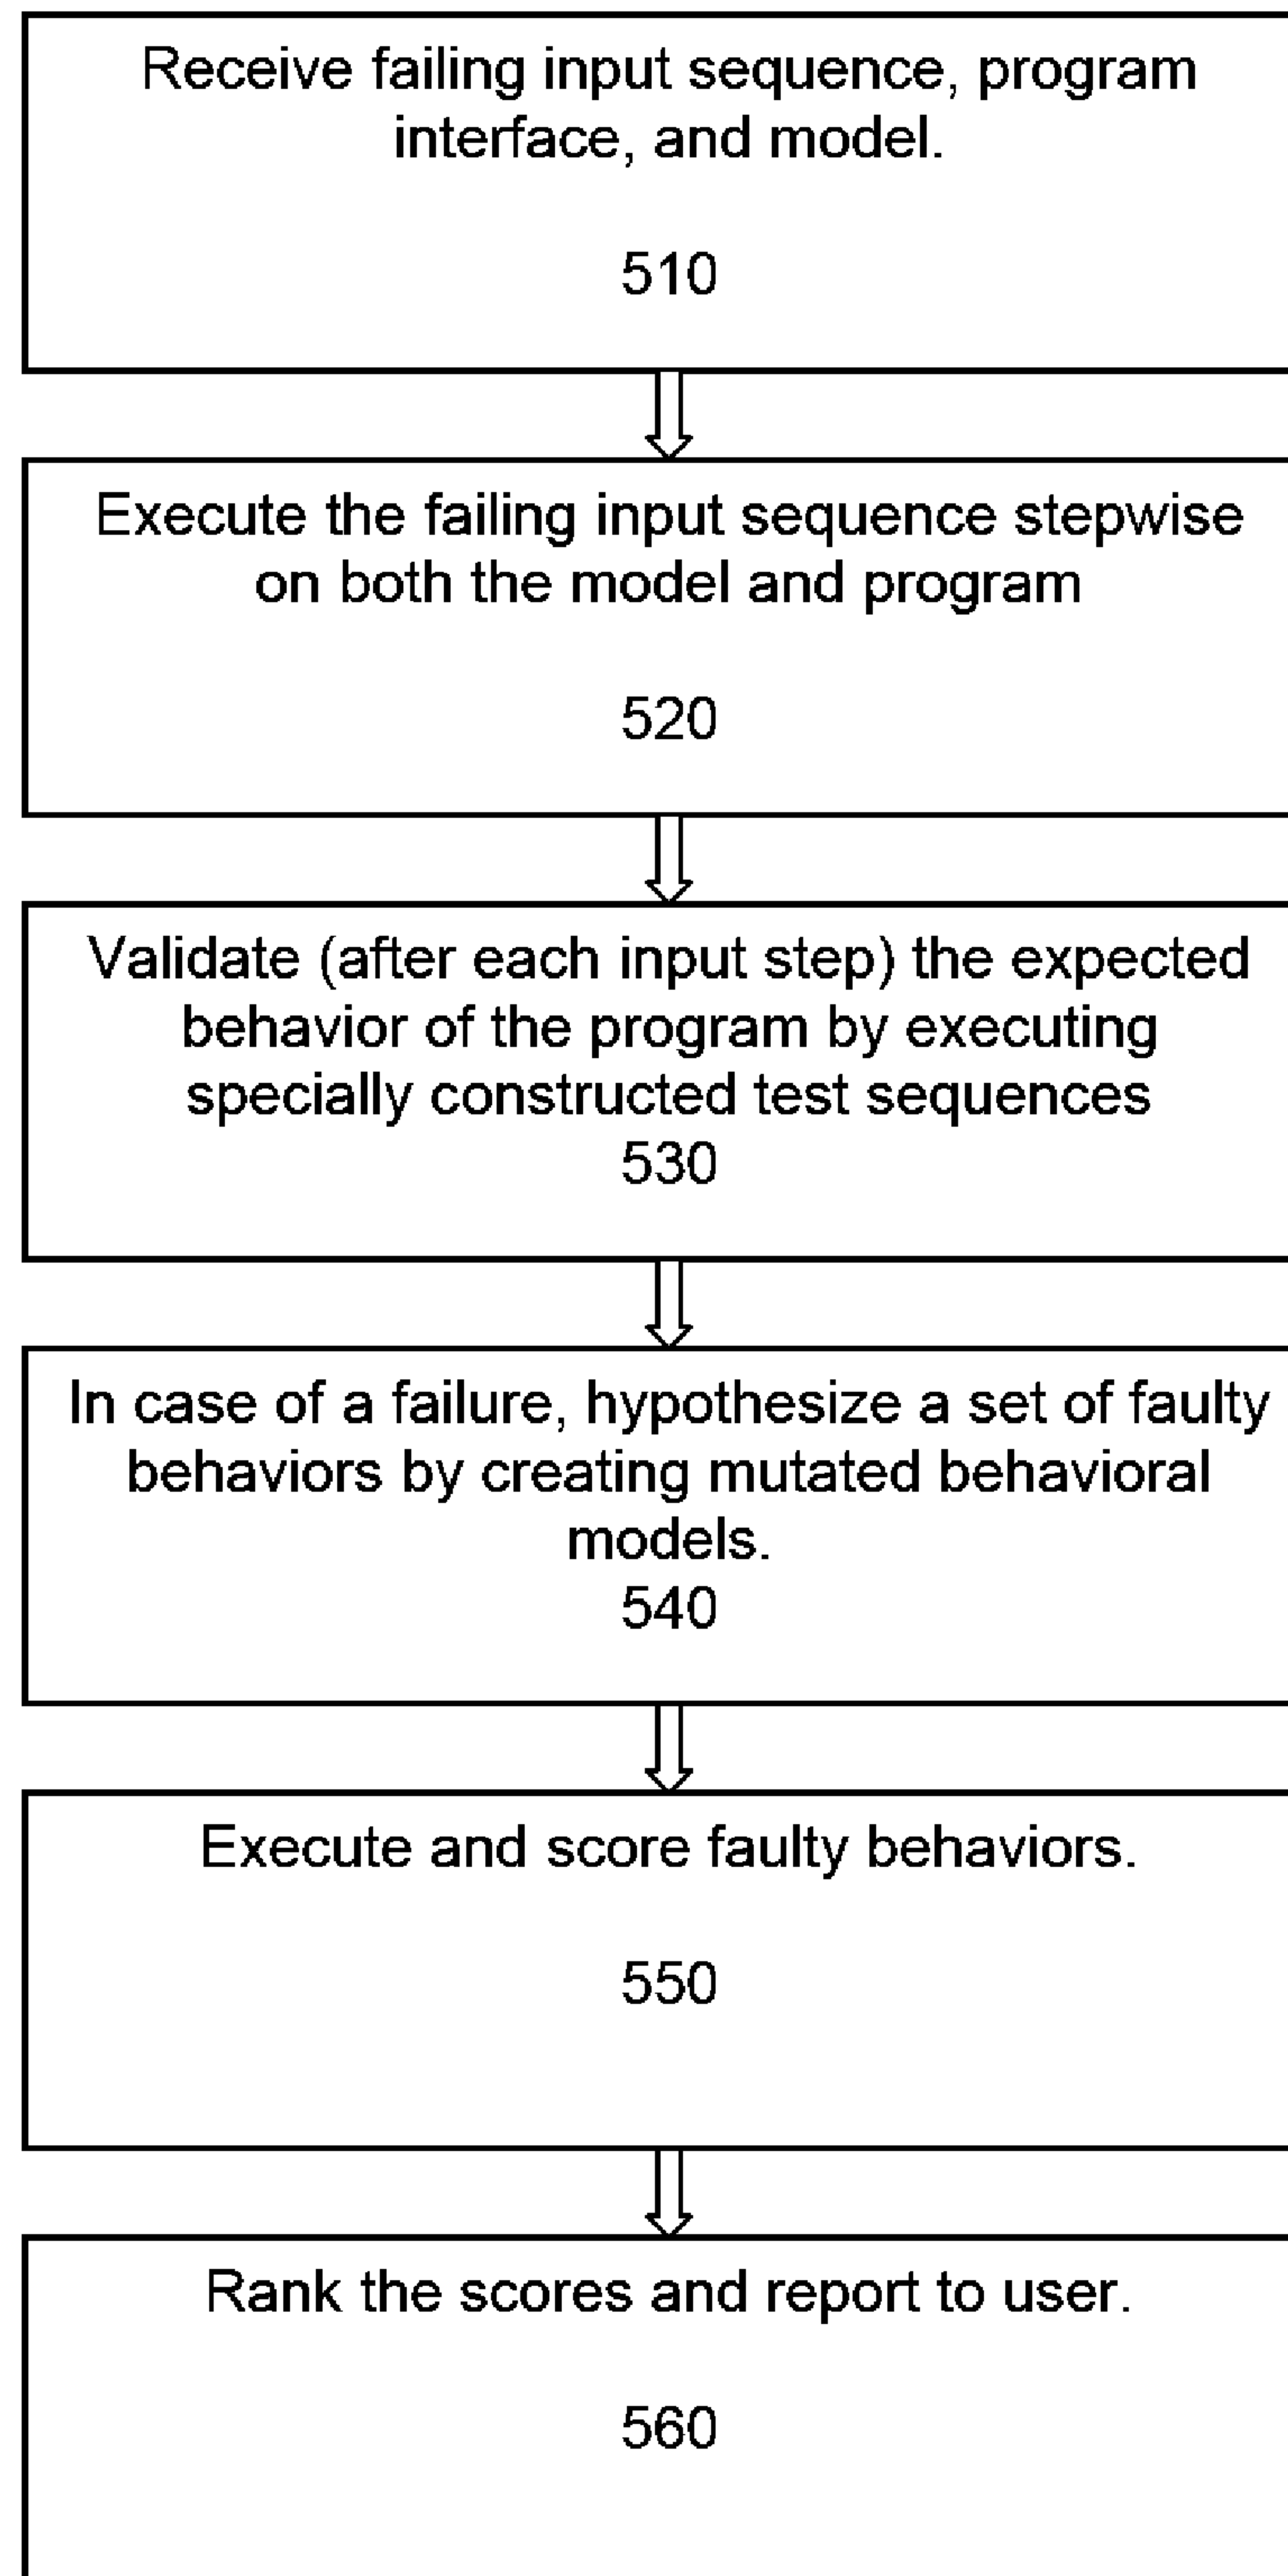 Receive failing input sequence, program
interface, and model.
510
Execute the failing input sequence stepwise
on both the model and program
520
Validate (after each input step) the expected
behavior of the program by executing
specially constructed test sequences
530
In case of a failure, hypothesize a set of faulty
behaviors by creating mutated behavioral
models.
540
Execute and score faulty behaviors.
550
Rank the scores and report to user.
560